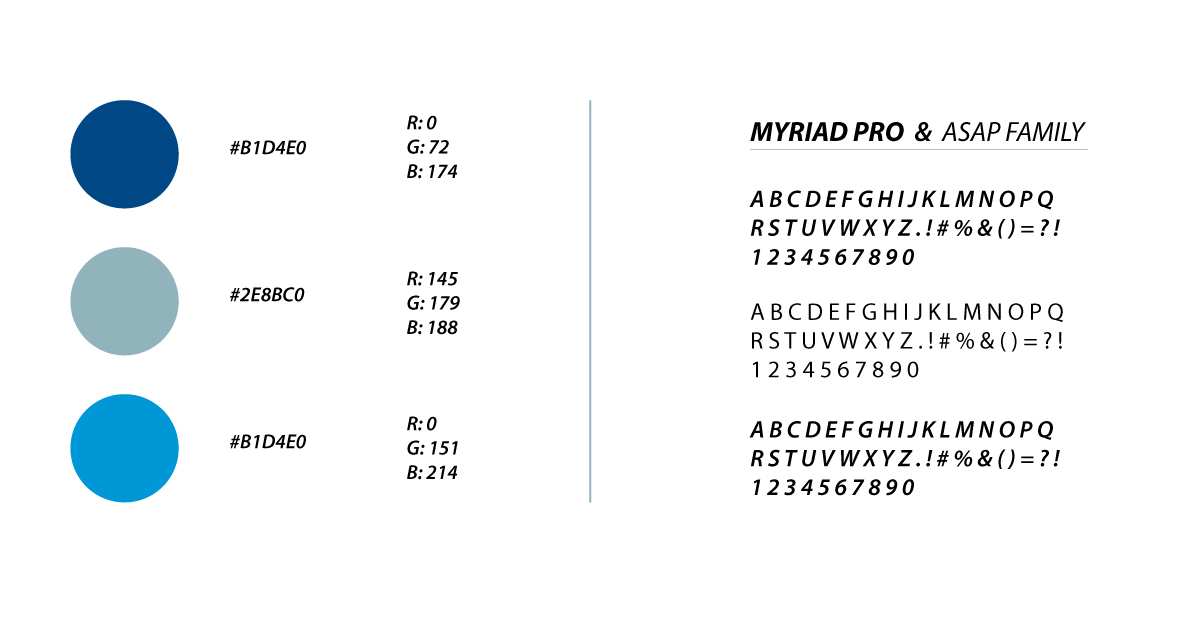 #B1D4E0
R: 0
G: 72
B: 174
#2E8BC0
R: 145
G: 179
B: 188
#B1D4E0
R: 0
G: 151
B: 214
MYRIAD PRO & ASAP FAMILY
A B C D E F G H I J K L M N O P Q
R S T U V W X Y Z . ! # % & ( ) = ? !
1 2 3 4 5 6 7 8 9 0
A B C D E F G H I J K L M N O P Q
R S T U V W X Y Z . ! # % & ( ) = ? !
1 2 3 4 5 6 7 8 9 0
A B C D E F G H I J K L M N O P Q
R S T U V W X Y Z . ! # % & ( ) = ? !
1 2 3 4 5 6 7 8 9 0